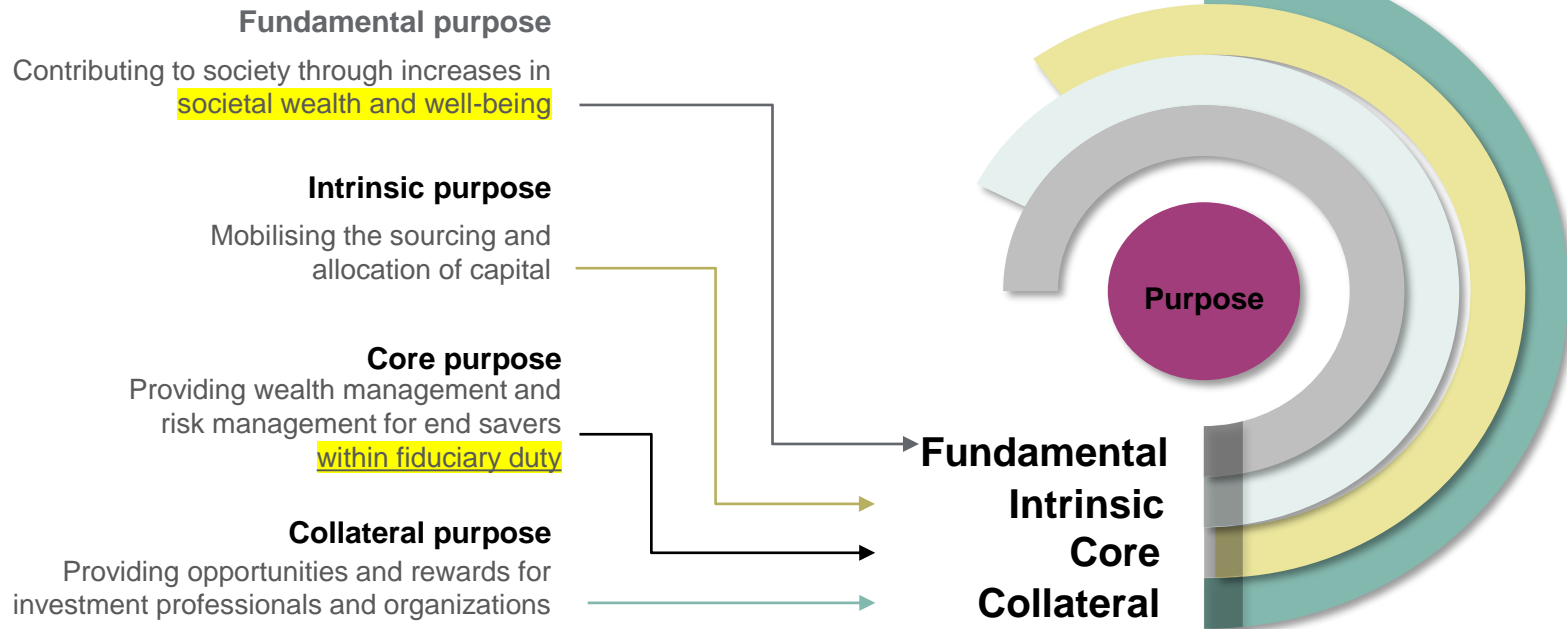 Fundamental purpose
Contributing to society through increases in
societal wealth and well-being
Intrinsic purpose
Mobilising the sourcing and
allocation of capital
Core purpose
Providing wealth management and
risk management for end savers
within fiduciary duty
Collateral purpose
Providing opportunities and rewards for
investment professionals and organizations
Purpose
Fundamental
Intrinsic
Core
Collateral